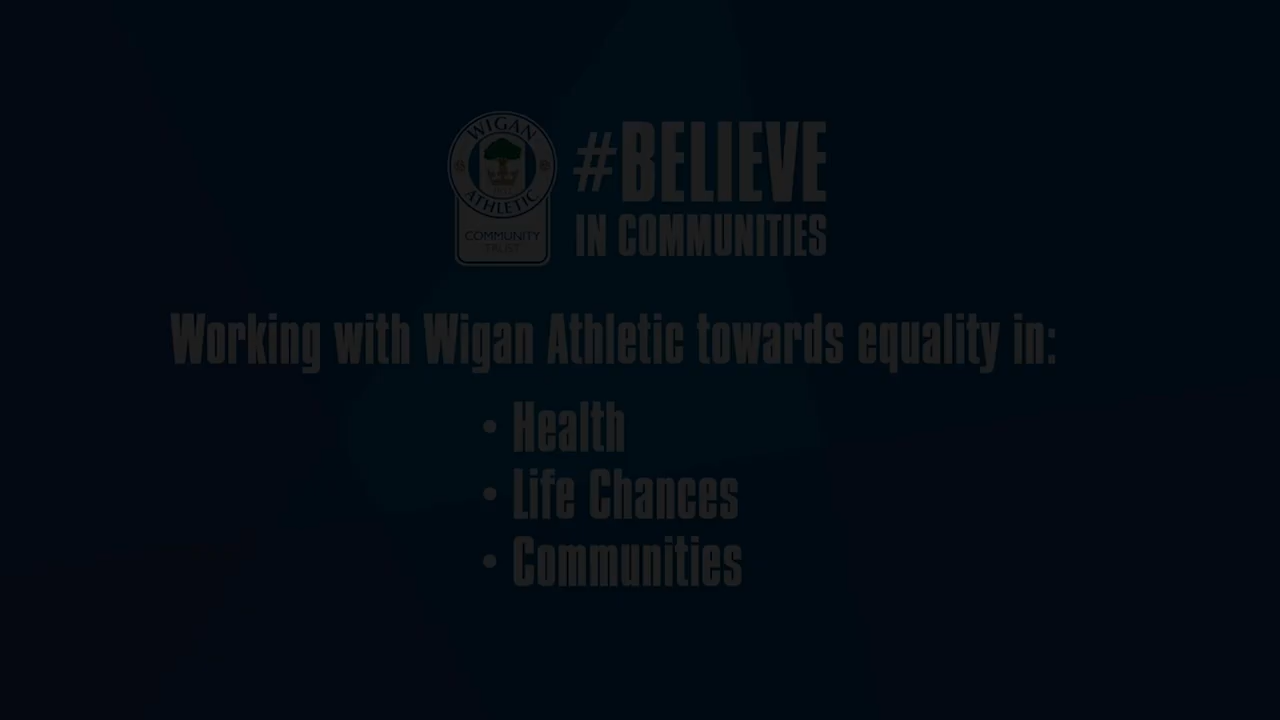 WIGAN
ATHLETIC
COMMUNITY
TRUST
#BELIEVE
IN COMMUNITIES
Working with Wigan Athletic towards equality in:
• Health
• Life Chances
• Communities